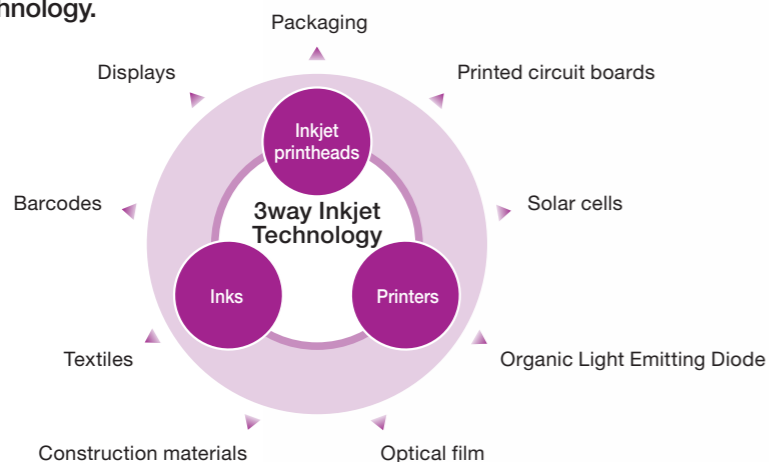 Packaging
Displays
Printed circuit boards
Inkjet
printheads
Barcodes
3way Inkjet
Technology
Solar cells
Inks
Printers
Textiles
Organic Light Emitting Diode
Construction materials
Optical film